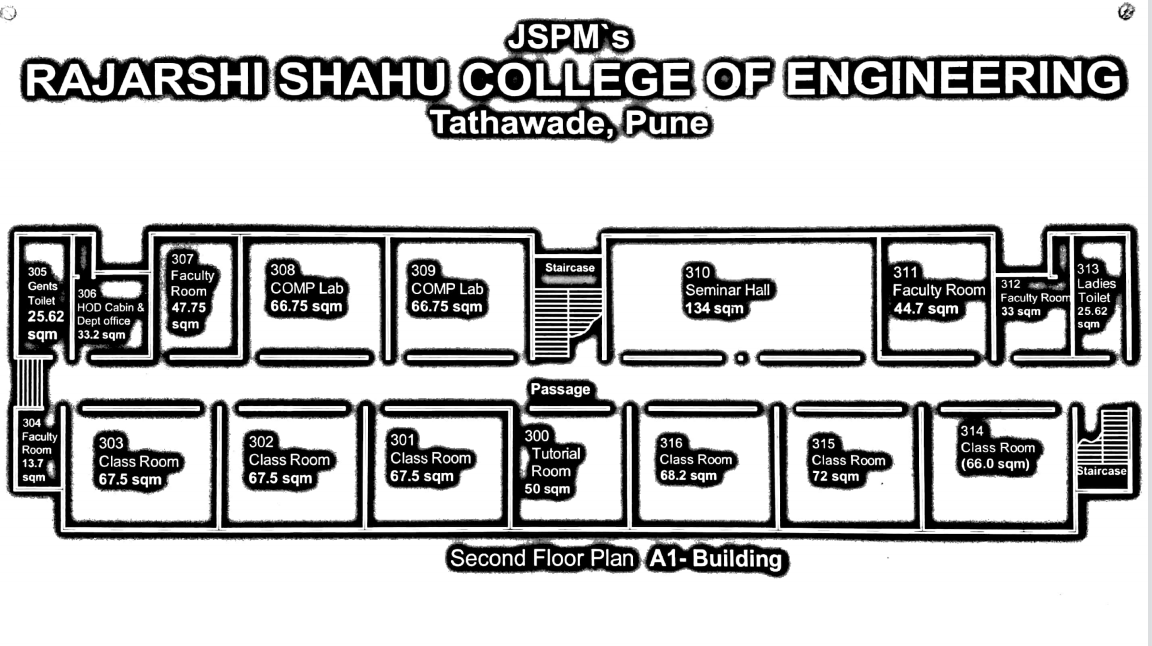 JSPM`s
RAJARSHI SHAHU COLLEGE OF ENGINEERING
Tathawade, Pune
305
Gents
Toilet
25.62
sqm
306
HOD Cabin &
Dept office
33.2 sqm
307
Faculty
Room
47.75
sqm
308
COMP Lab
66.75 sqm
309
COMP Lab
66.75 sqm
Staircase
310
Seminar Hall
134 sqm
311
Faculty Room
44.7 sqm
312
Faculty Room
33 sqm
313
Ladies
Toilet
25.62
sqm
Passage
304
Faculty
Room
13.7
sqm
303
Class Room
67.5 sqm
302
Class Room
67.5 sqm
301
Class Room
67.5 sqm
300
Tutorial
Room
50 sqm
316
Class Room
68.2 sqm
315
Class Room
72 sqm
314
Class Room
(66.0 sqm)
Staircase
Second Floor Plan A1- Building